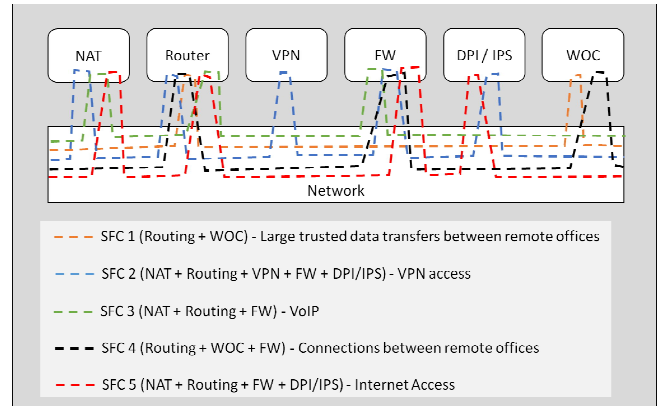 NAT Router VPN FW DPI / IPS WOC
Network
SFC 1 (Routing + WOC) - Large trusted data transfers between remote offices
SFC 2 (NAT + Routing + VPN + FW + DPI/IPS) - VPN access
SFC 3 (NAT + Routing + FW) - VoIP
SFC 4 (Routing + WOC + FW) - Connections between remote offices
SFC 5 (NAT + Routing + FW + DPI/IPS) - Internet Access